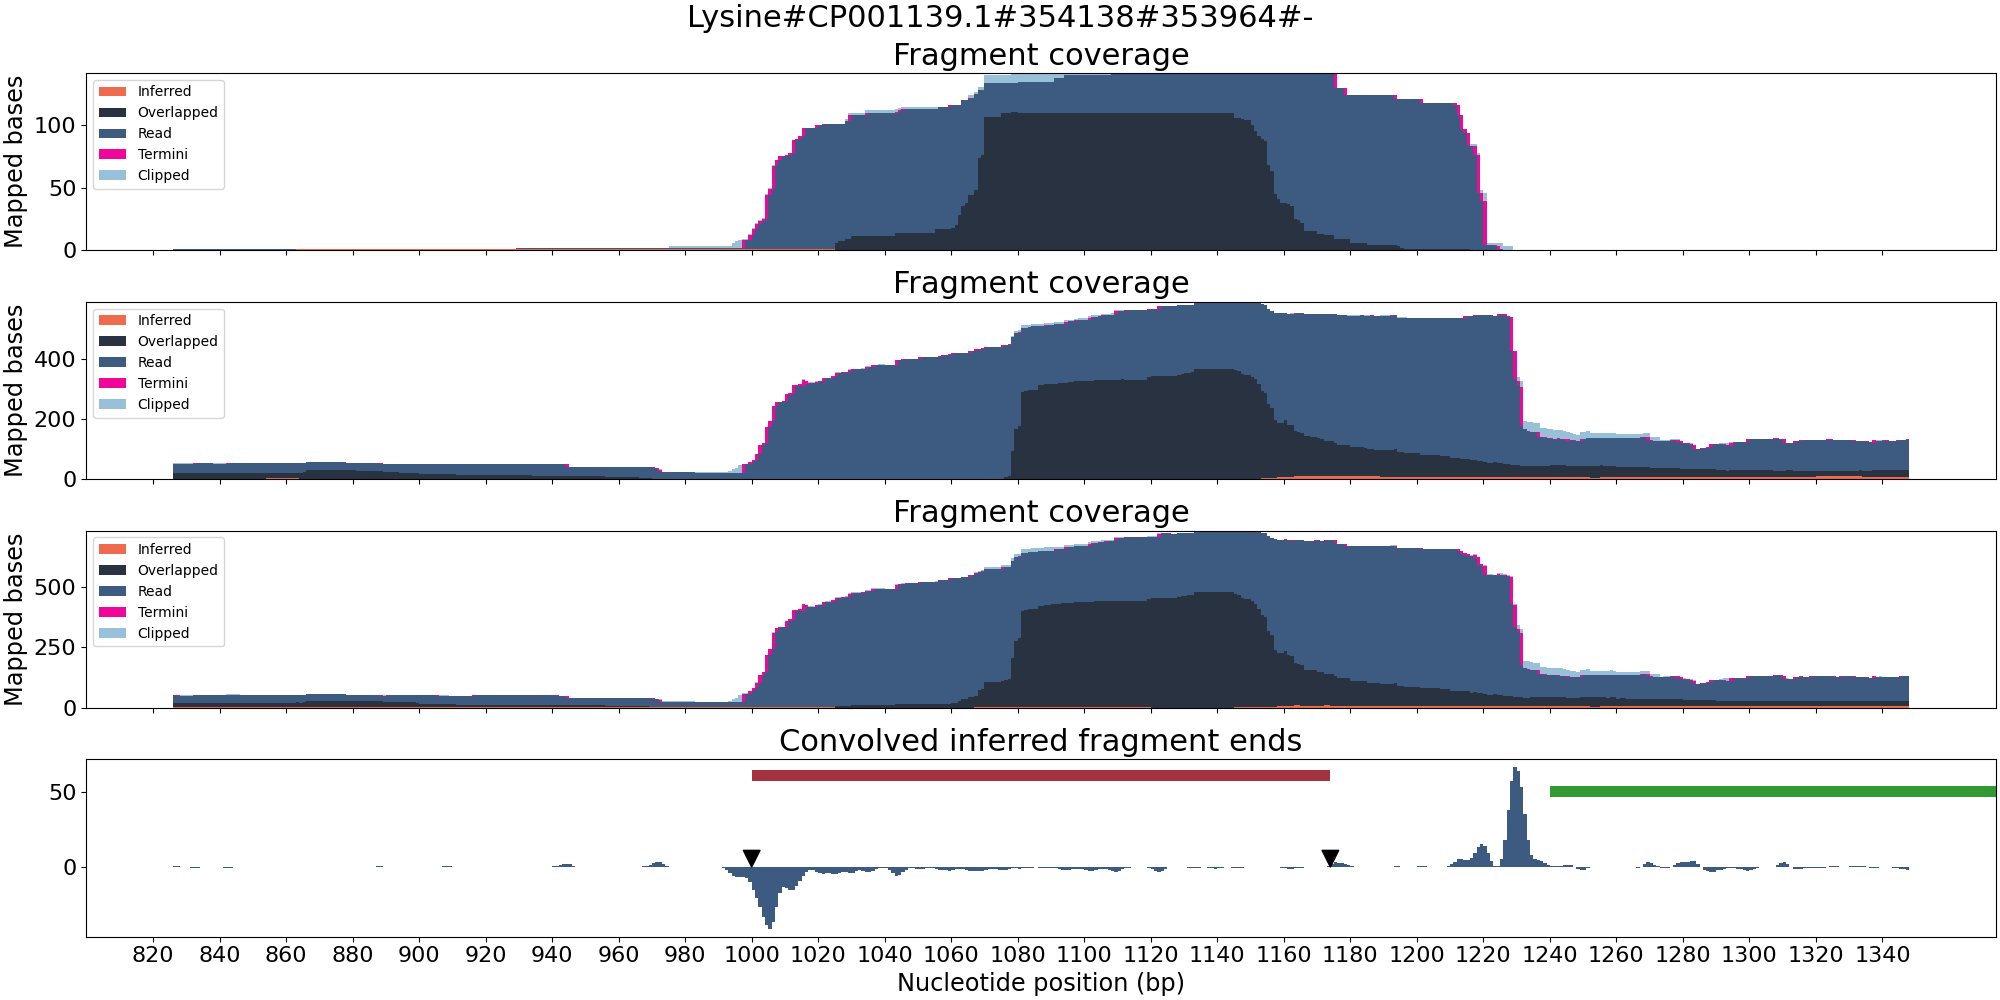 Lysine#CP001139.1#354138#353964#-
Fragment coverage
Mapped bases
100
50
0
Inferred
Overlapped
Read
Termini
Clipped
Fragment coverage
Mapped bases
400
200
0
Inferred
Overlapped
Read
Termini
Clipped
Fragment coverage
Mapped bases
500
250
0
Inferred
Overlapped
Read
Termini
Clipped
Convolved inferred fragment ends
50
0
820 840 860 880 900 920 940 960 980 1000 1020 1040 1060 1080 1100 1120 1140 1160 1180 1200 1220 1240 1260 1280 1300 1320 1340
Nucleotide position (bp)